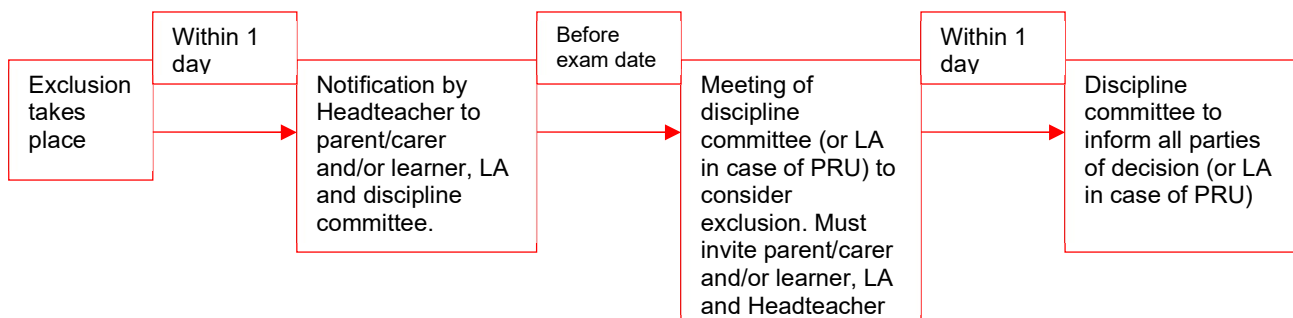 Exclusion
takes
place
Within 1
day
Notification by
Headteacher to
parent/carer
and/or learner, LA
and discipline
committee.
Before
exam date
Meeting of
discipline
committee (or LA
in case of PRU) to
consider
exclusion. Must
invite parent/carer
and/or learner, LA
and Headteacher
Within 1
day
Discipline
committee to
inform all parties
of decision (or LA
in case of PRU)